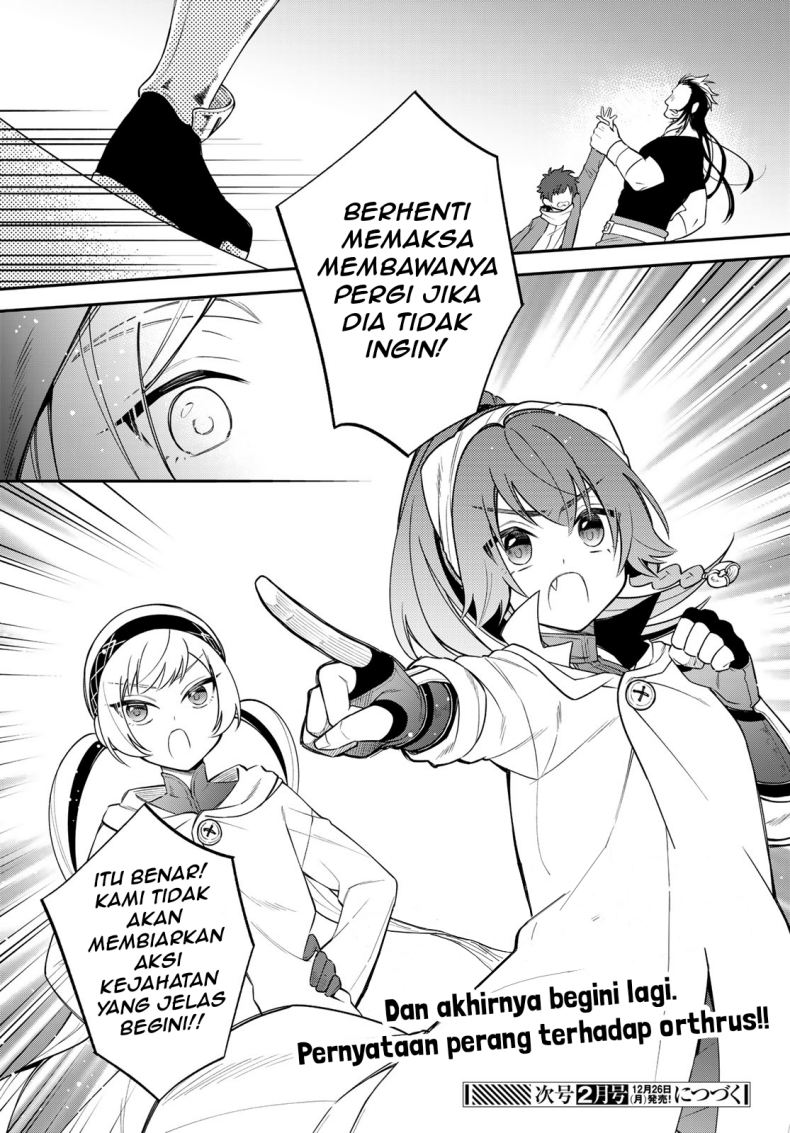 BERHENTI
MEMAKSA
MEMBAWANYA
PERGI JIKA
DIA TIDAK
INGIN!
ITU BENAR!
KAMI TIDAK
AKAN
MEMBIARKAN
AKSI
KEJAHATAN
YANG JELAS
BEGINI!!
Dan akhirnya begini lagi.
Pernyataan perang terhadap orthrus!!
次号2月号 12月26日(月)発売! につづく